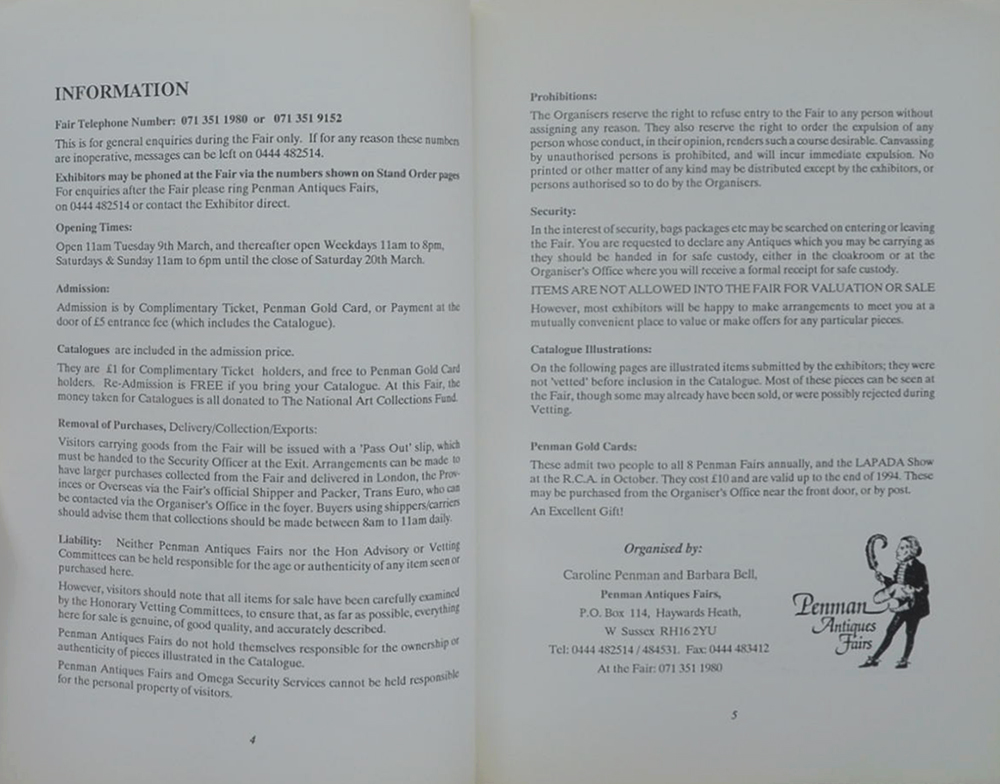 INFORMATION
Fair Telephone Number: 071 351 1980 or 071 351 9152
This is for general enquiries during the Fair only. If for any reason these numbers
are inoperative, messages can be left on 0444 482514.
Exhibitors may be phoned at the Fair via the numbers shown on Stand Order pages
For enquiries after the Fair please ring Penman Antiques Fairs,
on 0444 482514 or contact the Exhibitor direct.
Opening Times:
Open 11am Tuesday 9th March, and thereafter open Weekdays 11am to 8pm,
Saturdays & Sunday 11am to 6pm until the close of Saturday 20th March.
Admission:
Admission is by Complimentary Ticket, Penman Gold Card, or Payment at the
door of £5 entrance fee (which includes the Catalogue).
Catalogues are included in the admission price.
They are £1 for Complimentary Ticket holders, and free to Penman Gold Card
holders. Re-Admission is FREE if you bring your Catalogue. At this Fair, the
money taken for Catalogues is all donated to The National Art Collections Fund.
Removal of Purchases, Delivery/Collection/Exports:
Visitors carrying goods from the Fair will be issued with a 'Pass Out' slip, which
must be handed to the Security Officer at the Exit. Arrangements can be made to
have larger purchases collected from the Fair and delivered in London, the Prov-
inces or Overseas via the Fair's official Shipper and Packer, Trans Euro, who can
be contacted via the Organiser's Office in the foyer. Buyers using shippers/carriers
should advise them that collections should be made between 8am to 11am daily.
Liability: Neither Penman Antiques Fairs nor the Hon Advisory or Vetting
Committees can be held responsible for the age or authenticity of any item seen or
purchased here.
However, visitors should note that all items for sale have been carefully examined
by the Honorary Vetting Committees, to ensure that, as far as possible, everything
here for sale is genuine, of good quality, and accurately described.
Penman Antiques Fairs do not hold themselves responsible for the ownership or
authenticity of pieces illustrated in the Catalogue.
Penman Antiques Fairs and Omega Security Services cannot be held responsible
for the personal property of visitors.
4
Prohibitions:
The Organisers reserve the right to refuse entry to the Fair to any person without
assigning any reason. They also reserve the right to order the expulsion of any
person whose conduct, in their opinion, renders such a course desirable. Canvassing
by unauthorised persons is prohibited, and will incur immediate expulsion. No
printed or other matter of any kind may be distributed except by the exhibitors, or
persons authorised so to do by the Organisers.
Security:
In the interest of security, bags packages etc may be searched on entering or leaving
the Fair. You are requested to declare any Antiques which you may be carrying as
they should be handed in for safe custody, either in the cloakroom or at the
Organiser's Office where you will receive a formal receipt for safe custody.
ITEMS ARE NOT ALLOWED INTO THE FAIR FOR VALUATION OR SALE
However, most exhibitors will be happy to make arrangements to meet you at a
mutually convenient place to value or make offers for any particular pieces.
Catalogue Illustrations:
On the following pages are illustrated items submitted by the exhibitors; they were
not 'vetted' before inclusion in the Catalogue. Most of these pieces can be seen at
the Fair, though some may already have been sold, or were possibly rejected during
Vetting.
Penman Gold Cards:
These admit two people to all 8 Penman Fairs annually, and the LAPADA Show
at the R.C.A. in October. They cost £10 and are valid up to the end of 1994. These
may be purchased from the Organiser's Office near the front door, or by post.
An Excellent Gift!
Organised by:
Caroline Penman and Barbara Bell,
Penman Antiques Fairs,
P.O. Box 114, Haywards Heath,
W Sussex RH16 2YU
Tel: 0444 482514 / 484531. Fax: 0444 483412
At the Fair: 071 351 1980
Penman
Antiques
Fairs
5